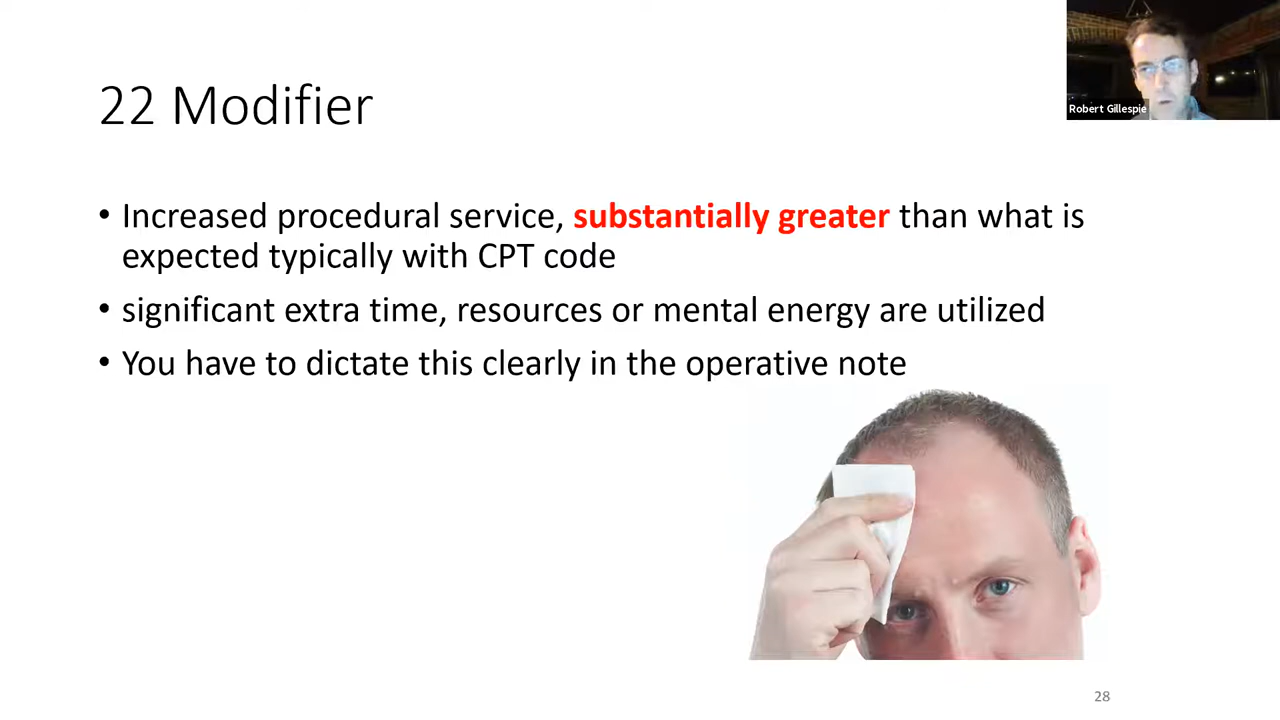 22 Modifier
Robert Gillespie
• Increased procedural service, substantially greater than what is
expected typically with CPT code
• significant extra time, resources or mental energy are utilized
• You have to dictate this clearly in the operative note
28